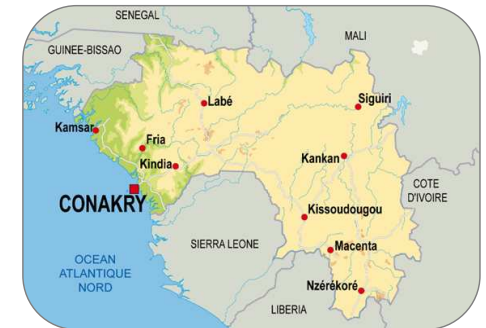 SENEGAL
MALI
GUINEE-BISSAO
Labé
Siguiri
Kamsar
Fria
Kindia
Kankan
CONAKRY
COTE
D'IVOIRE
Kissoudougou
SIERRA LEONE
Macenta
OCEAN
ATLANTIQUE
NORD
Nzérékoré
LIBERIA